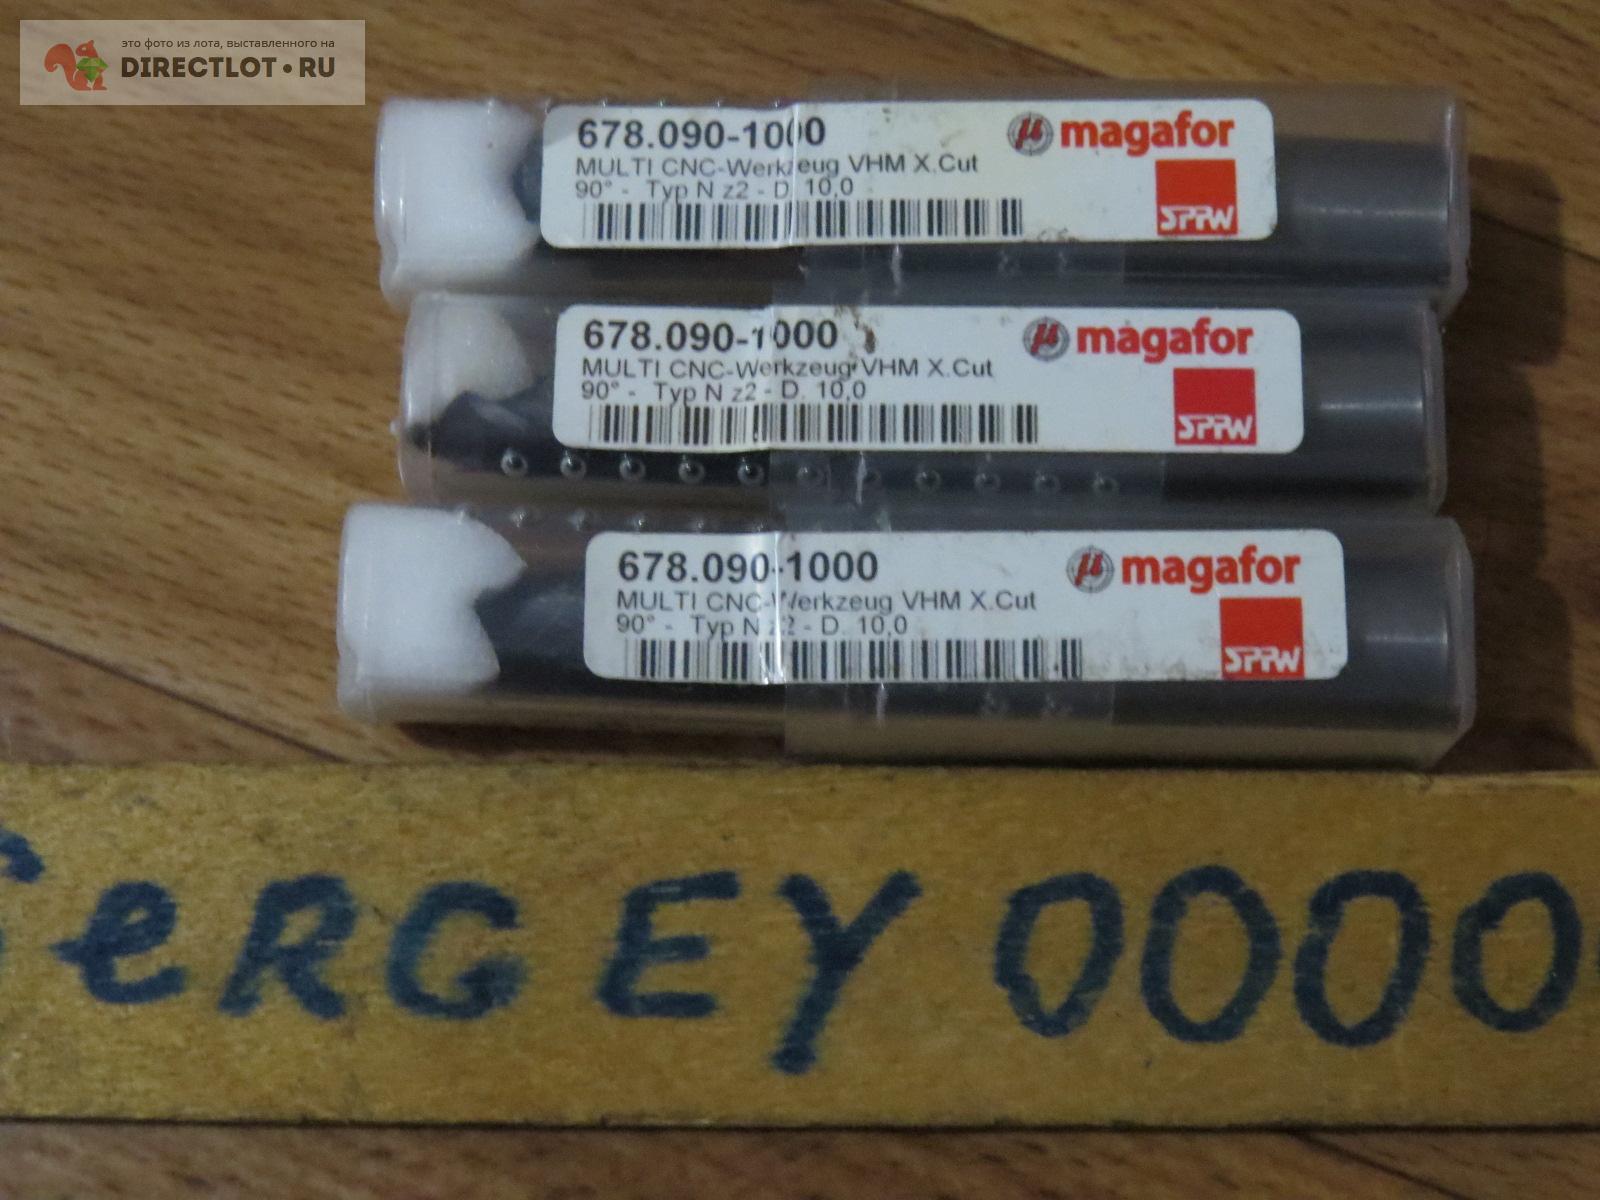 это фото из лота, выставленного на
DIRECTLOT•RU
678.090-1000
magafor
MULTI CNC-Werkzeug VHM X.Cut
90° - Typ N z2 - D. 10,0
SPPW
678.090-1000
magafor
MULTI CNC-Werkzeug VHM X.Cut
90° - Typ N z2 - D. 10,0
SPPW
678.090-1000
magafor
MULTI CNC-Werkzeug VHM X.Cut
90° - Typ N z2 - D. 10,0
SPPW
SeRGEY 0000